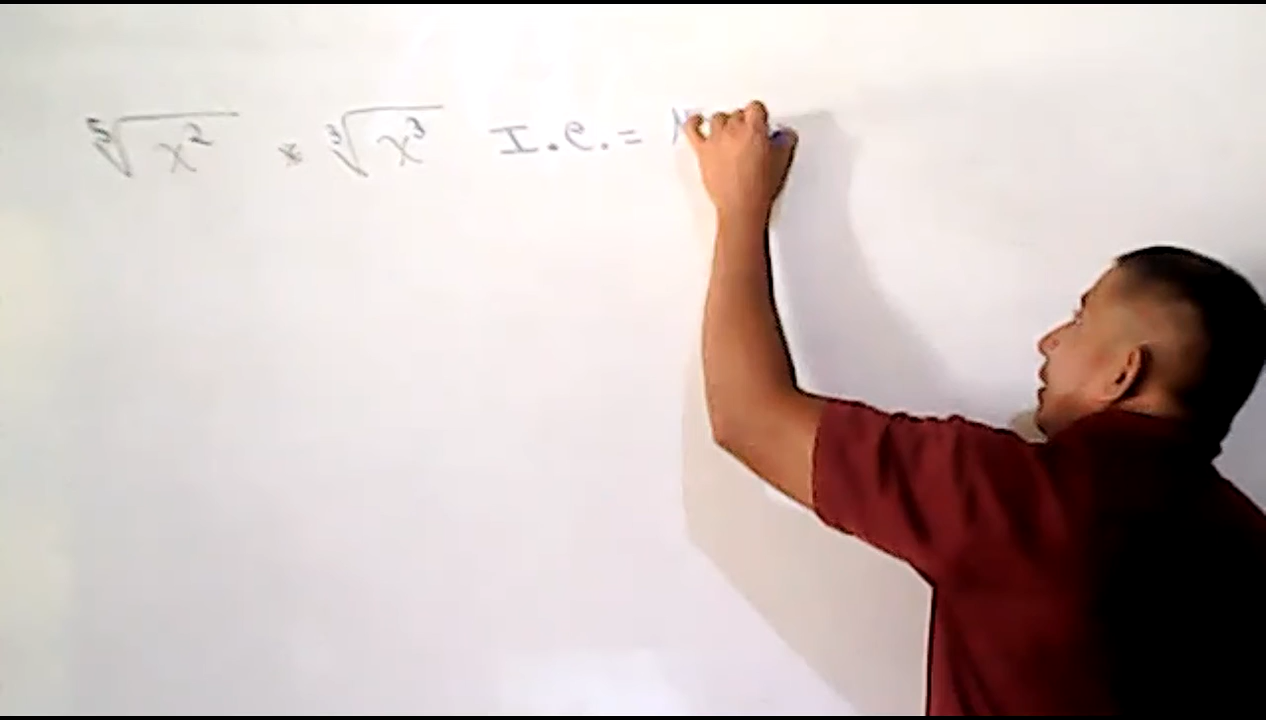 ⁵√x² * ³√x³ I.C. =